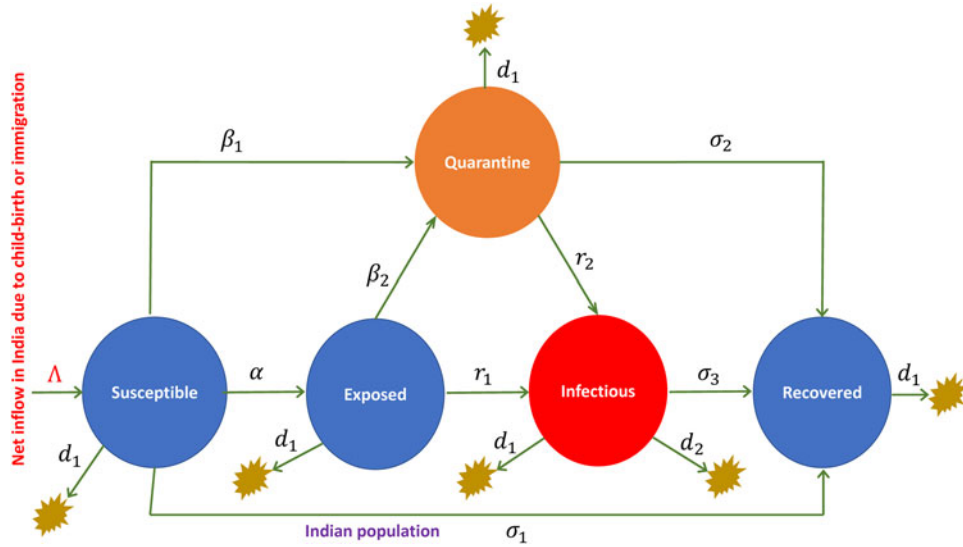 Net inflow in India due to child-birth or immigration
d₁
β₁
Quarantine
σ₂
β₂
r₂
Λ
Susceptible
α
Exposed
r₁
Infectious
σ₃
Recovered
d₁
d₁
d₁
d₁
d₂
Indian population
σ₁